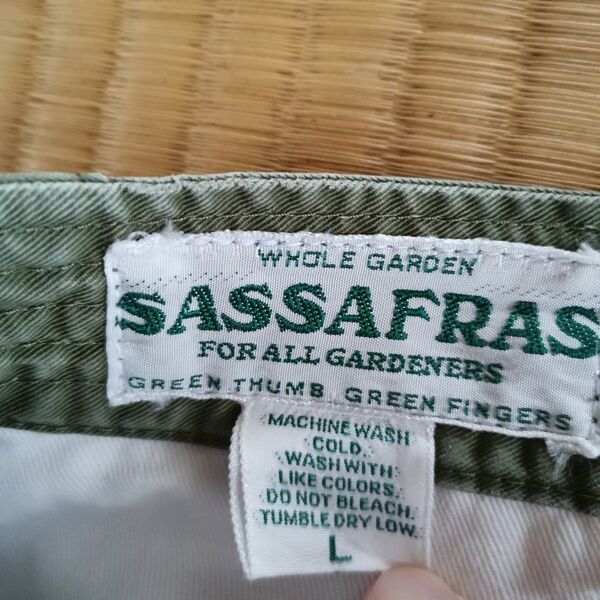 WHOLE GARDEN
SASSAFRAS
FOR ALL GARDENERS
GREEN THUMB GREEN FINGERS
MACHINE WASH
COLD.
WASH WITH
LIKE COLORS.
DO NOT BLEACH.
TUMBLE DRY LOW.
L